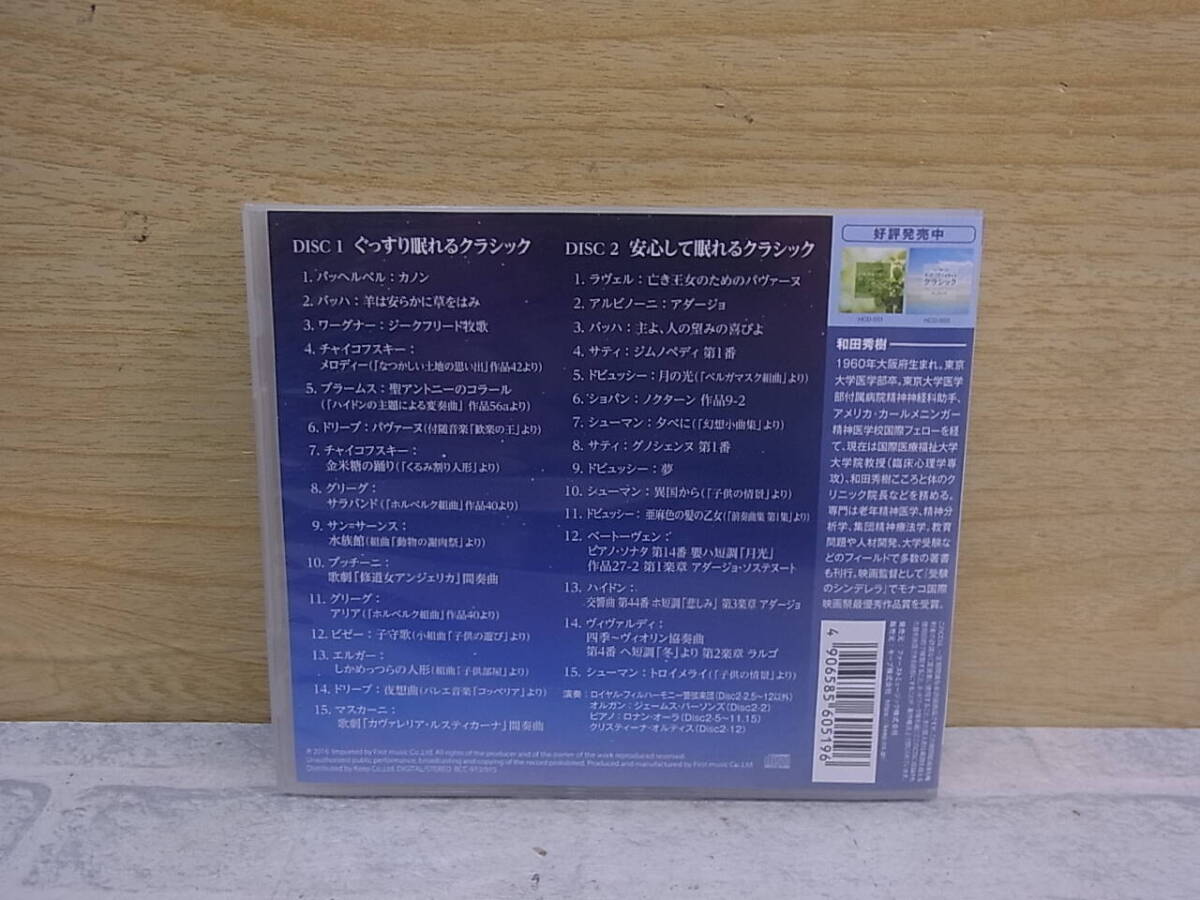 DISC 1 ぐっすり眠れるクラシック
1. パッヘルベル：カノン
2. バッハ：羊は安らかに草をはみ
3. ワーグナー：ジークフリード牧歌
4. チャイコフスキー：
メロディー（「なつかしい土地の思い出」作品42より）
5. ブラームス：聖アントニーのコラール
（「ハイドンの主題による変奏曲」作品56aより）
6. ドリーブ：パヴァーヌ（付随音楽「歓楽の王」より）
7. チャイコフスキー：
金米糖の踊り（「くるみ割り人形」より）
8. グリーグ：
サラバンド（「ホルベルク組曲」作品40より）
9. サン=サーンス：
水族館（組曲「動物の謝肉祭」より）
10. プッチーニ：
歌劇「修道女アンジェリカ」間奏曲
11. グリーグ：
アリア（「ホルベルク組曲」作品40より）
12. ビゼー：子守歌（小組曲「子供の遊び」より）
13. エルガー：
しかめっつらの人形（組曲「子供部屋」より）
14. ドリーブ：夜想曲（バレエ音楽「コッペリア」より）
15. マスカーニ：
歌劇「カヴァレリア・ルスティカーナ」間奏曲
DISC 2 安心して眠れるクラシック
1. ラヴェル：亡き王女のためのパヴァーヌ
2. アルビノーニ：アダージョ
3. バッハ：主よ、人の望みの喜びよ
4. サティ：ジムノペディ 第1番
5. ドビュッシー：月の光（「ベルガマスク組曲」より）
6. ショパン：ノクターン 作品9-2
7. シューマン：夕べに（「幻想小曲集」より）
8. サティ：グノシェンヌ 第1番
9. ドビュッシー：夢
10. シューマン：異国から（「子供の情景」より）
11. ドビュッシー：亜麻色の髪の乙女（「前奏曲集 第1集」より）
12. ベートーヴェン：
ピアノ・ソナタ 第14番 嬰ハ短調「月光」
作品27-2 第1楽章 アダージョ・ソステヌート
13. ハイドン：
交響曲 第44番 ホ短調「悲しみ」第3楽章 アダージョ
14. ヴィヴァルディ：
四季～ヴィオリン協奏曲
第4番 ヘ短調「冬」より 第2楽章 ラルゴ
15. シューマン：トロイメライ（「子供の情景」より）
演奏：ロイヤル・フィルハーモニー管弦楽団（Disc2-2,5～12以外）
オルガン：ジェームス・パーソンズ（Disc2-2）
ピアノ：ロナン・オーラ（Disc2-5～11,15）
クリスティーナ・オルティス（Disc2-12）
℗ 2016 Imported by First music Co.Ltd. All rights of the producer and of the owner of the work reproduced reserved.
Unauthorised public performance, broadcasting and copying of the record prohibited. Produced and manufactured by First music Co.Ltd.
Distributed by Keep Co.Ltd. DIGITAL/STEREO
好評発売中
クラシック
和田秀樹
1960年大阪府生まれ。東京
大学医学部卒。東京大学医学
部付属病院精神神経科助手、
アメリカ・カールメニンガー
精神医学校国際フェローを経
て、現在は国際医療福祉大学
大学院教授（臨床心理学専
攻）、和田秀樹こころと体のク
リニック院長などを務める。
専門は老年精神医学、精神分
析学、集団精神療法学。教育
問題や人材開発、大学受験な
どのフィールドで多数の著書
も刊行。映画監督として『受験
のシンデレラ』でモナコ国際
映画祭最優秀作品賞を受賞。
4 906585 605196